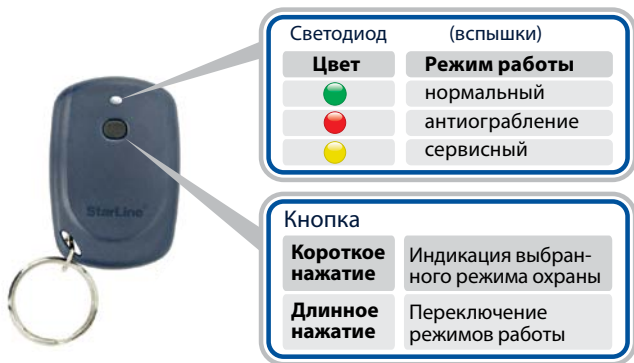 Светодиод (вспышки)
Цвет Режим работы
нормальный
антиограбление
сервисный
StarLine
Кнопка
Короткое нажатие Индикация выбран-
ного режима охраны
Длинное нажатие Переключение
режимов работы